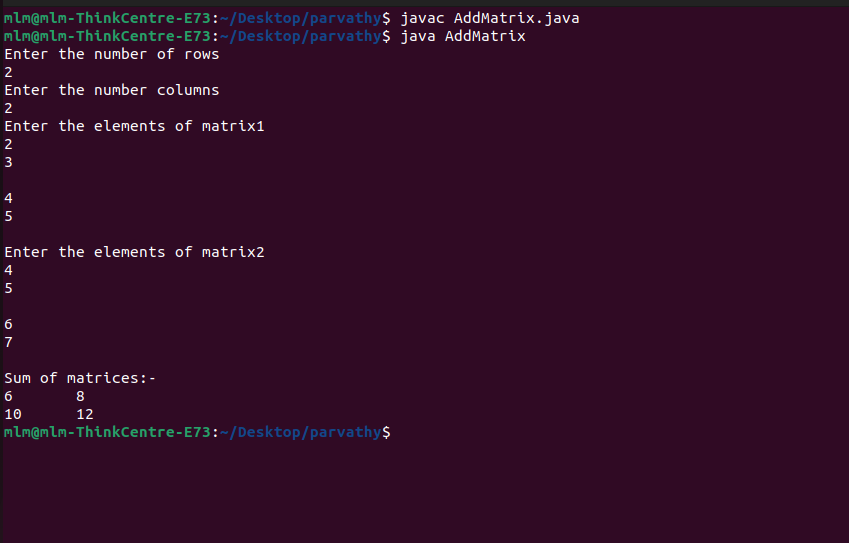 mlm@mlm-ThinkCentre-E73:~/Desktop/parvathy$ javac AddMatrix.java
mlm@mlm-ThinkCentre-E73:~/Desktop/parvathy$ java AddMatrix
Enter the number of rows
2
Enter the number columns
2
Enter the elements of matrix1
2
3

4
5

Enter the elements of matrix2
4
5

6
7

Sum of matrices:-
6       8
10      12
mlm@mlm-ThinkCentre-E73:~/Desktop/parvathy$